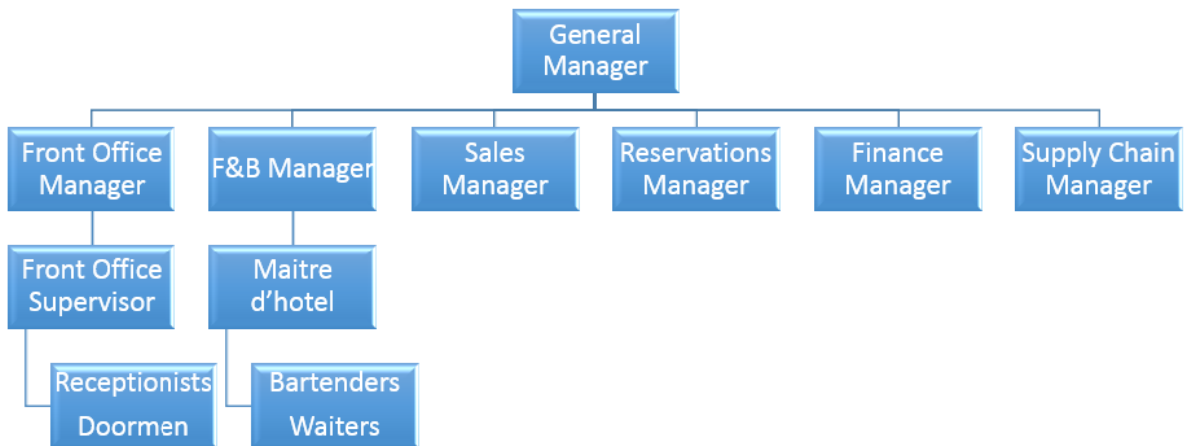 General
Manager
Front Office
Manager
F&B Manager
Sales
Manager
Reservations
Manager
Finance
Manager
Supply Chain
Manager
Front Office
Supervisor
Maitre
d’hotel
Receptionists
Doormen
Bartenders
Waiters